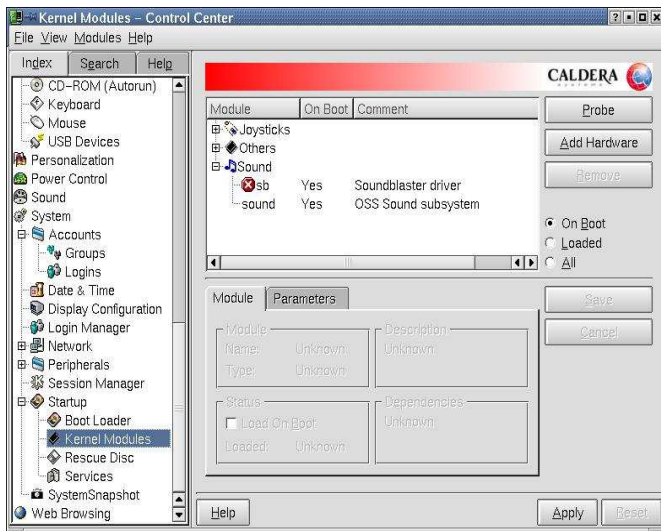 Kernel Modules – Control Center
File View Modules Help
Index Search Help
CD-ROM (Autorun)
Keyboard
Mouse
USB Devices
Personalization
Power Control
Sound
System
Accounts
Groups
Logins
Date & Time
Display Configuration
Login Manager
Network
Peripherals
Session Manager
Startup
Boot Loader
Kernel Modules
Rescue Disc
Services
SystemSnapshot
Web Browsing
CALDERA
SYSTEMS
Module On Boot Comment
Joysticks
Others
Sound
sb Yes Soundblaster driver
sound Yes OSS Sound subsystem
Probe
Add Hardware
Remove
On Boot
Loaded
All
Module Parameters
Module
Name: Unknown
Type: Unknown
Description
Unknown
Status
Load On Boot
Loaded: Unknown
Dependencies
Unknown
Save
Cancel
Help
Apply
Reset